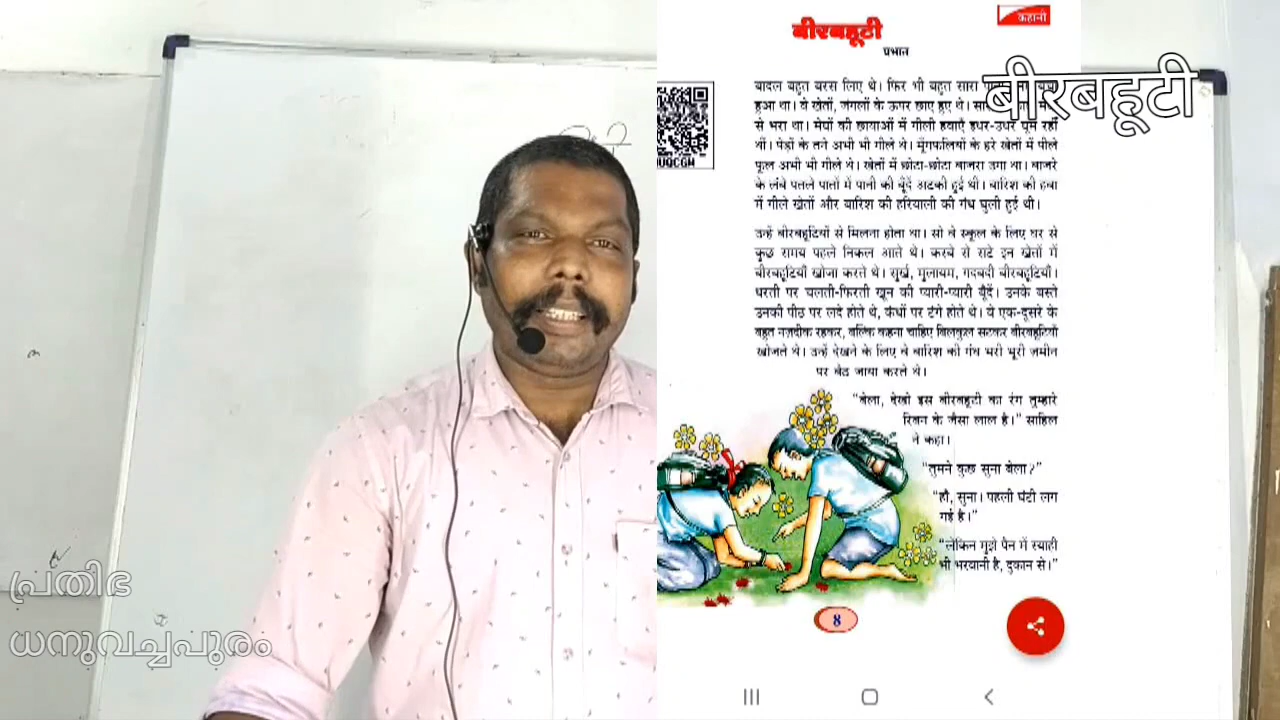 कहानी
बीरबहूटी
प्रभात
बीरबहूटी
बादल बहुत बरस लिए थे। फिर भी बहुत सारा
हुआ था। वे खेतों, जंगलों के ऊपर छाए हुए थे।
से भरा था। मेघों की छायाओं में गीली हवाएँ इधर-उधर घूम रहीं
थीं। पेड़ों के तने अभी भी गीले थे। मूँगफलियों के हरे खेतों में पीले
फूल अभी भी गीले थे। खेतों में छोटा-छोटा बाजरा उगा था। बाजरे
के लंबे पतले पातों में पानी की बूँदें अटकी हुई थीं। बारिश की हवा
में गीले खेतों और बारिश की हरियाली की गंध घुली हुई थी।
उन्हें बीरबहूटियों से मिलना होता था। सो वे स्कूल के लिए घर से
कुछ समय पहले निकल आते थे। कस्बे से सटे इन खेतों में
बीरबहूटियाँ खोजा करते थे। सुर्ख, मुलायम, गदबदी बीरबहूटियाँ।
धरती पर चलती-फिरती खून की प्यारी-प्यारी बूँदें। उनके बस्ते
उनकी पीठ पर लदे होते थे, कंधों पर टंगे होते थे। वे एक-दूसरे के
बहुत नज़दीक रहकर, बल्कि कहना चाहिए बिलकुल सटकर बीरबहूटियाँ
खोजते थे। उन्हें देखने के लिए वे बारिश की गंध भरी भूरी ज़मीन
पर बैठ जाया करते थे।
"बेला, देखो इस बीरबहूटी का रंग तुम्हारे
रिबन के जैसा लाल है।" साहिल
ने कहा।
"तुमने कुछ सुना बेला?"
"हाँ, सुना। पहली घंटी लग
गई है।"
"लेकिन मुझे पैन में स्याही
भी भरवानी है, दुकान से।"
8
പ്രതിഭ
ധനുവച്ചപുരം